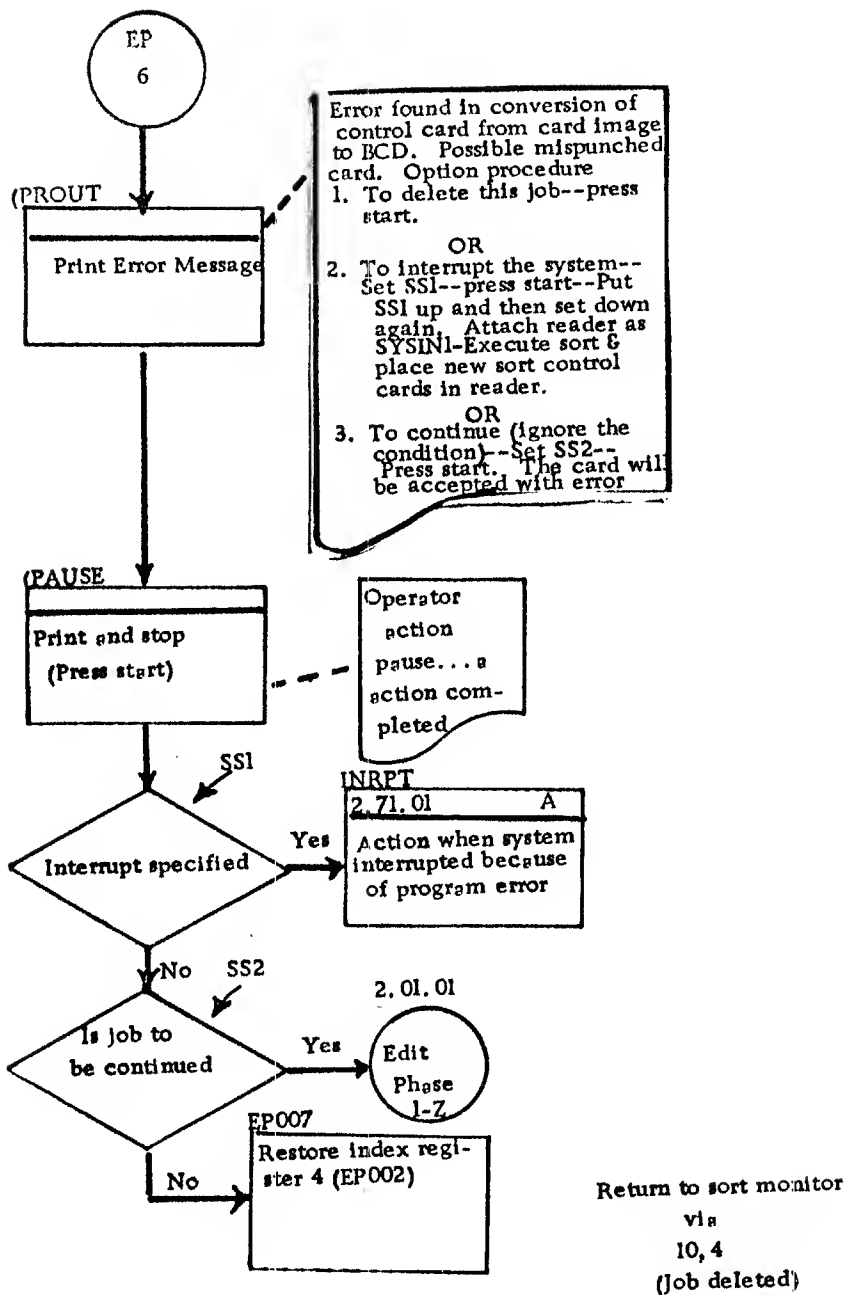 EP
6
Error found in conversion of
control card from card image
to BCD. Possible mispunched
card. Option procedure
1. To delete this job--press
start.
OR
2. To interrupt the system--
Set SS1--press start--Put
SS1 up and then set down
again. Attach reader as
SYSIN1-Execute sort &
place new sort control
cards in reader.
OR
3. To continue (ignore the
condition)--Set SS2--
Press start. The card will
be accepted with error
(PROUT
Print Error Message
(PAUSE
Print and stop
(Press start)
Operator
action
pause...a
action com-
pleted
SS1
Interrupt specified
Yes
INRPT
2.71.01 A
Action when system
interrupted because
of program error
No
SS2
Is job to
be continued
Yes
2.01.01
Edit
Phase
1-Z
No
EP007
Restore index regi-
ster 4 (EP002)
Return to sort monitor
via
10, 4
(Job deleted)